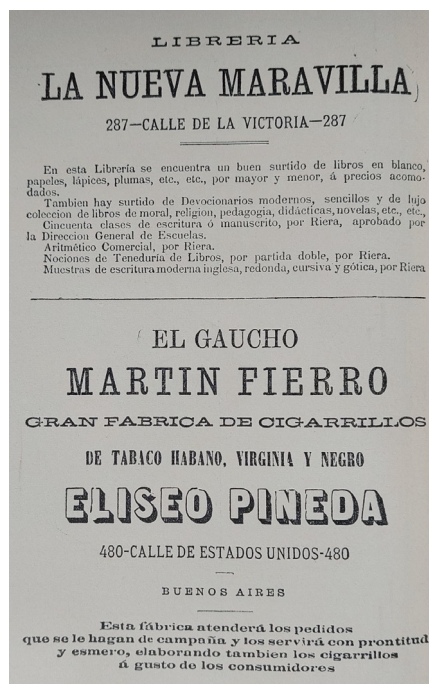 LIBRERIA
LA NUEVA MARAVILLA
287—CALLE DE LA VICTORIA—287
En esta Librería se encuentra un buen surtido de libros en blanco,
papeles, lápices, plumas, etc., etc., por mayor y menor, á precios acomo-
dados.
Tambien hay surtido de Devocionarios modernos, sencillos y de lujo
coleccion de libros de moral, religion, pedagogia, didácticas, novelas, etc., etc.,
Cincuenta clases de escritura ó manuscrito, por Riera, aprobado por
la Direccion General de Escuelas.
Aritmético Comercial, por Riera.
Nociones de Teneduría de Libros, por partida doble, por Riera.
Muestras de escritura moderna inglesa, redonda, cursiva y gótica, por Riera
EL GAUCHO
MARTIN FIERRO
GRAN FABRICA DE CIGARRILLOS
DE TABACO HABANO, VIRGINIA Y NEGRO
ELISEO PINEDA
480-CALLE DE ESTADOS UNIDOS-480
BUENOS AIRES
Esta fábrica atenderá los pedidos
que se le hagan de campaña y los servirá con prontitud
y esmero, elaborando tambien los cigarrillos
á gusto de los consumidores